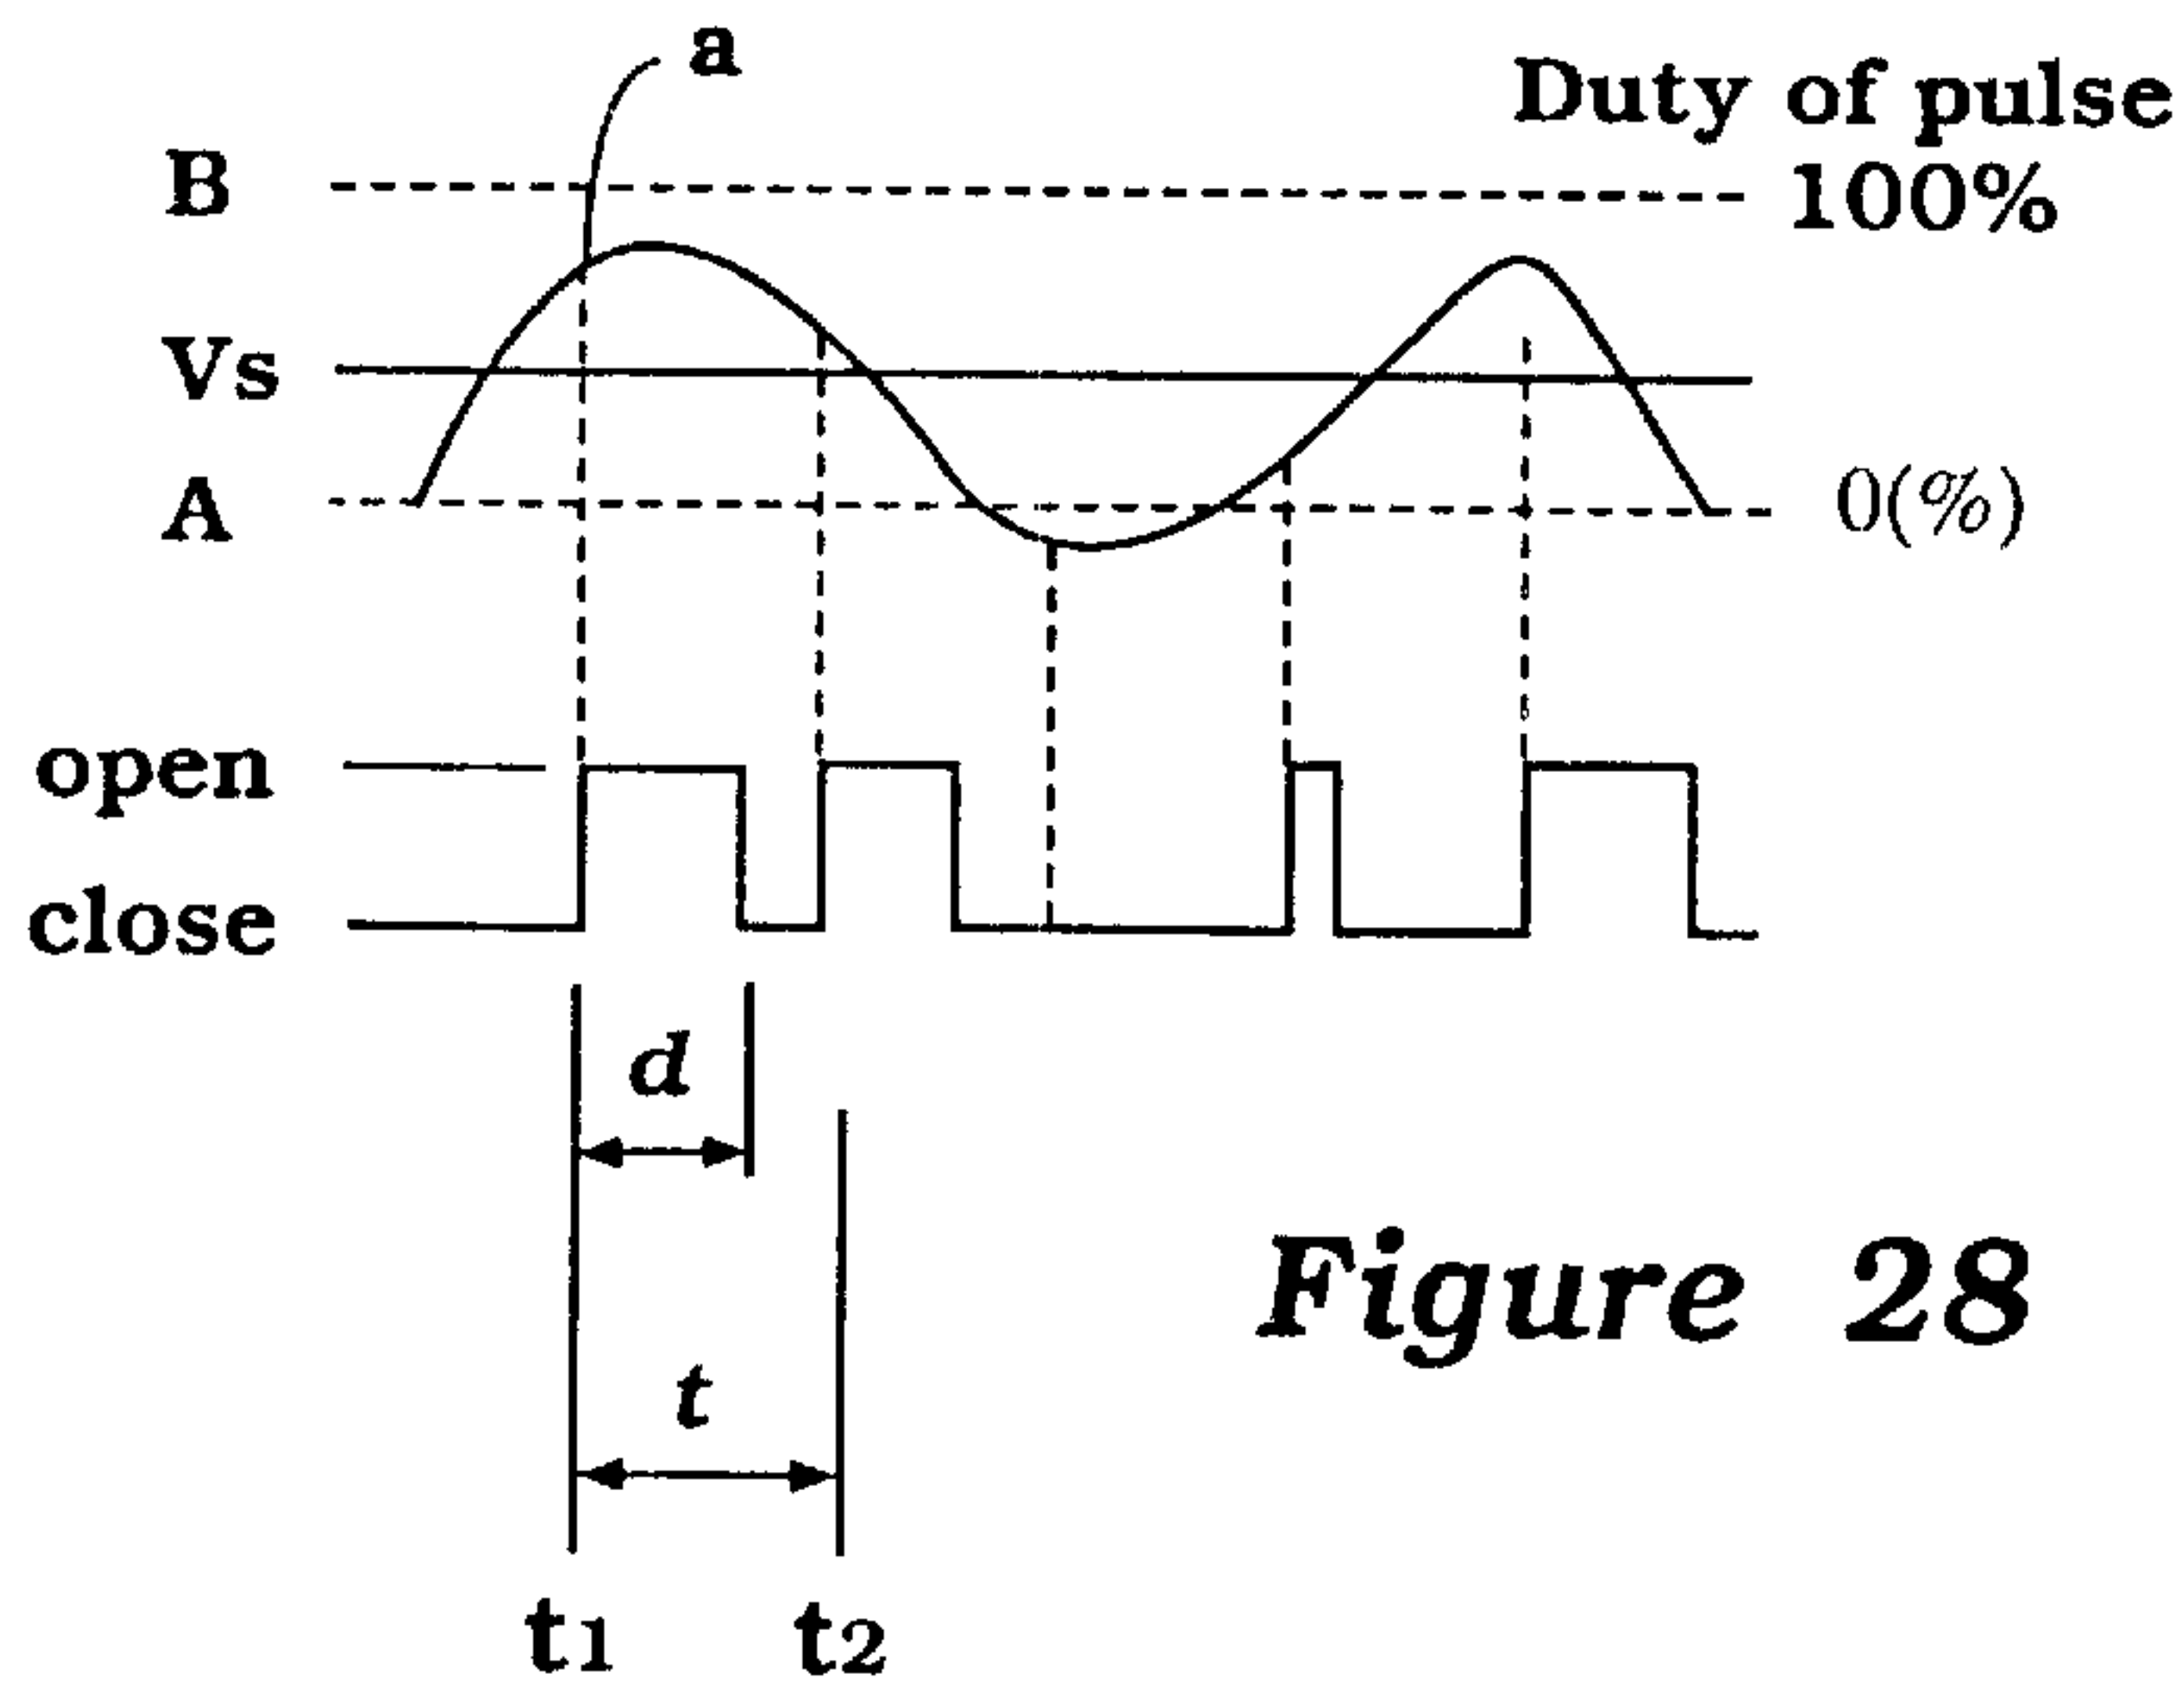 a
Duty of pulse
B
100%
Vs
A
0(%)
open
close
d
t
Figure 28
t1
t2